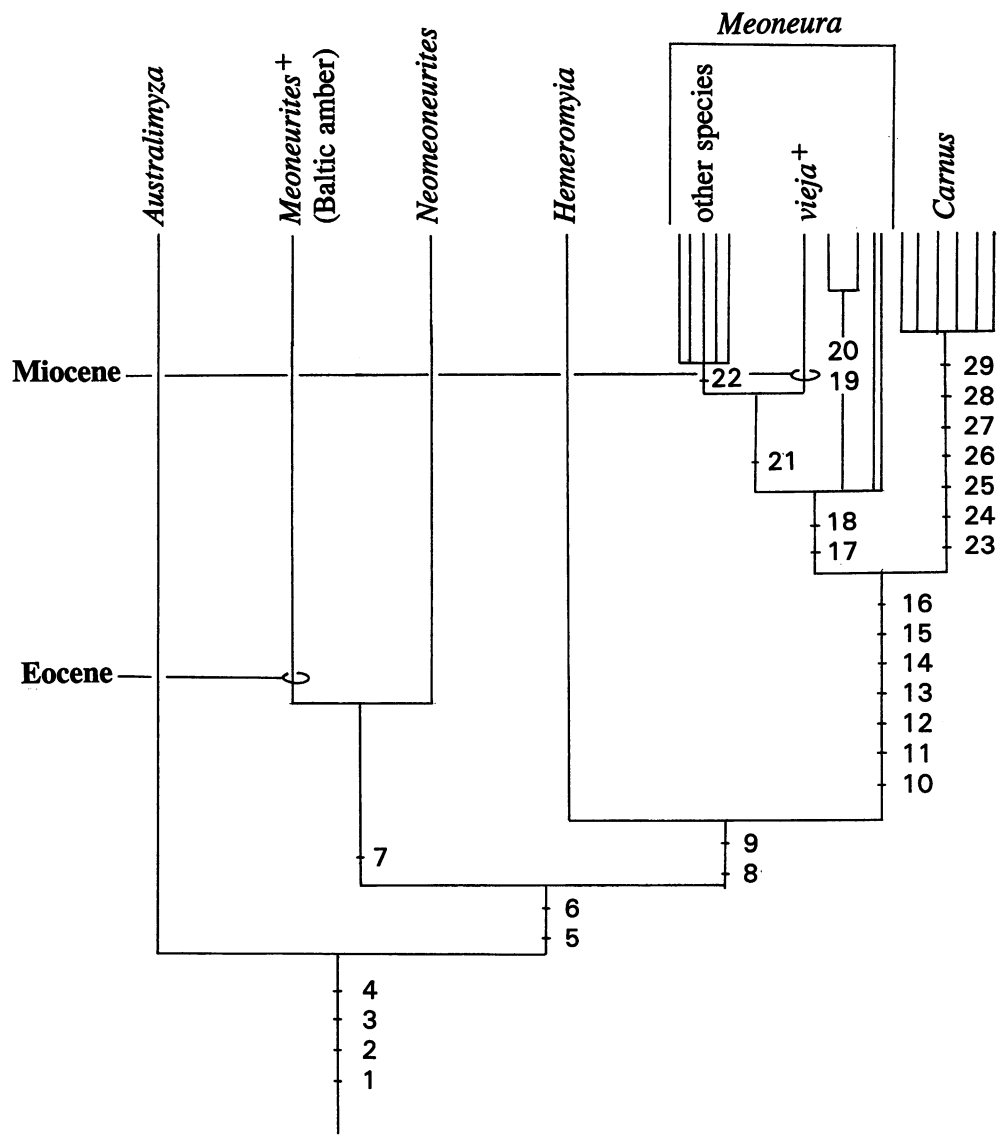 Meoneura
Australimyza
Meoneurites+
(Baltic amber)
Neomeoneurites
Hemeromyia
other species
vieja+
Carnus
Miocene
20
19
22
29
28
27
26
25
24
23
21
18
17
16
15
14
13
12
11
10
Eocene
9
8
7
6
5
4
3
2
1